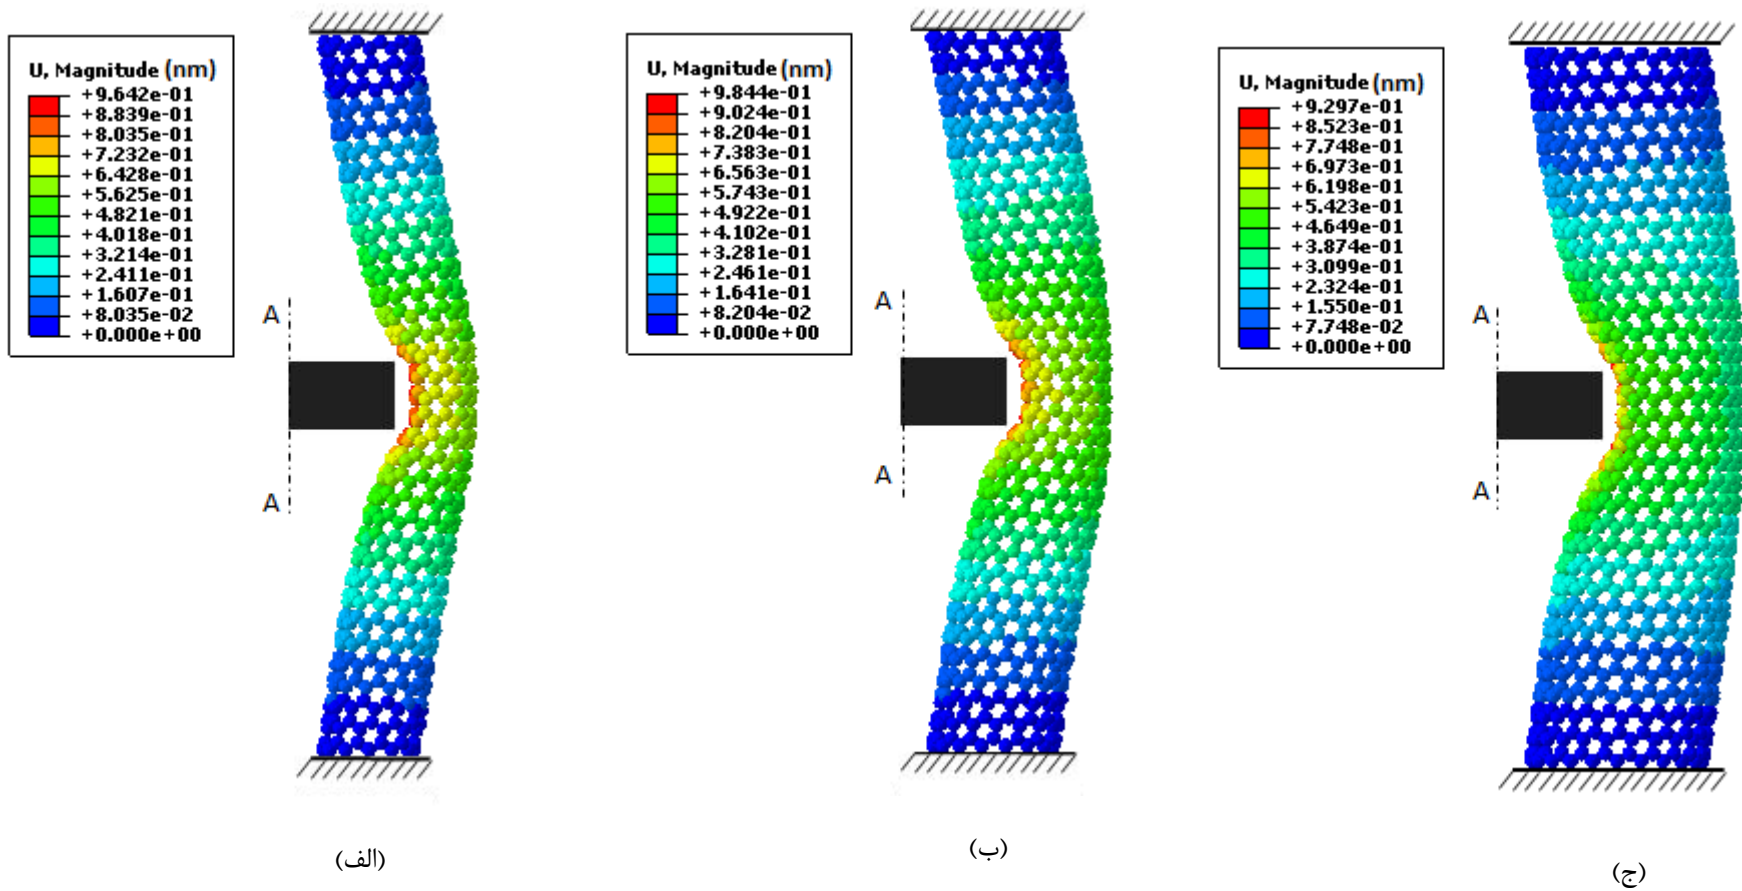 U, Magnitude (nm)
+9.642e-01
+8.839e-01
+8.035e-01
+7.232e-01
+6.428e-01
+5.625e-01
+4.821e-01
+4.018e-01
+3.214e-01
+2.411e-01
+1.607e-01
+8.035e-02
+0.000e+00
A
A
(الف)
U, Magnitude (nm)
+9.844e-01
+9.024e-01
+8.204e-01
+7.383e-01
+6.563e-01
+5.743e-01
+4.922e-01
+4.102e-01
+3.281e-01
+2.461e-01
+1.641e-01
+8.204e-02
+0.000e+00
A
A
(ب)
U, Magnitude (nm)
+9.297e-01
+8.523e-01
+7.748e-01
+6.973e-01
+6.198e-01
+5.423e-01
+4.649e-01
+3.874e-01
+3.099e-01
+2.324e-01
+1.550e-01
+7.748e-02
+0.000e+00
A
A
(ج)